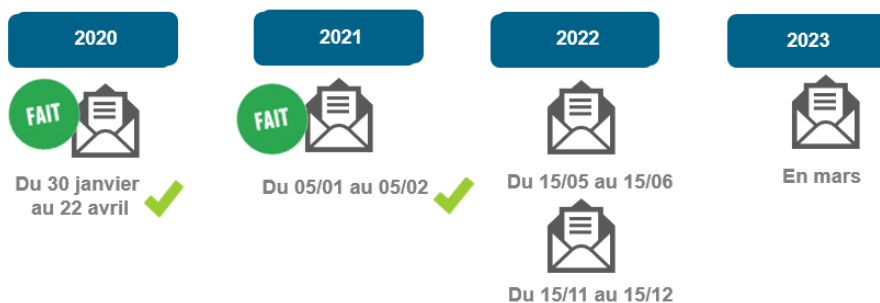 2020
2021
2022
2023
FAIT
FAIT
Du 30 janvier
au 22 avril
Du 05/01 au 05/02
Du 15/05 au 15/06
En mars
Du 15/11 au 15/12